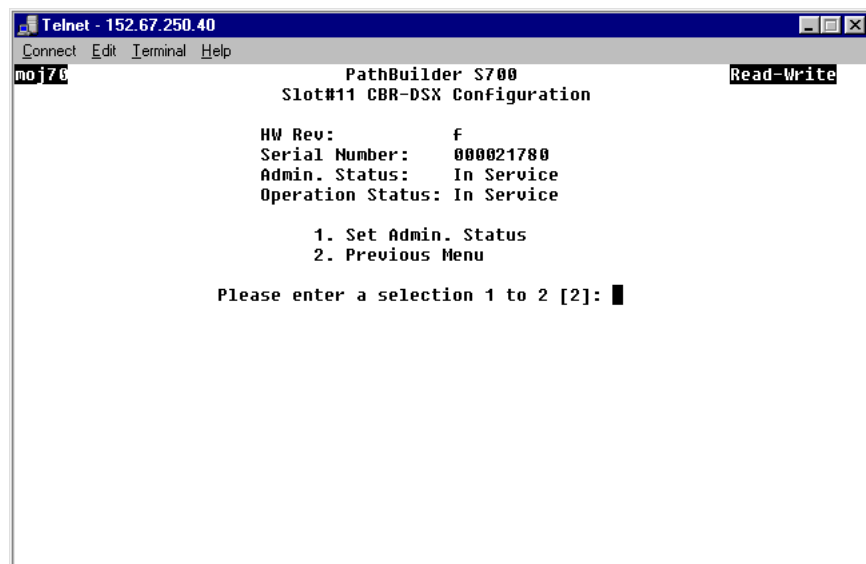 Telnet - 152.67.250.40
Connect Edit Terminal Help
moj70 PathBuilder S700 Read-Write
Slot#11 CBR-DSX Configuration
HW Rev: f
Serial Number: 000021780
Admin. Status: In Service
Operation Status: In Service
1. Set Admin. Status
2. Previous Menu
Please enter a selection 1 to 2 [2]: